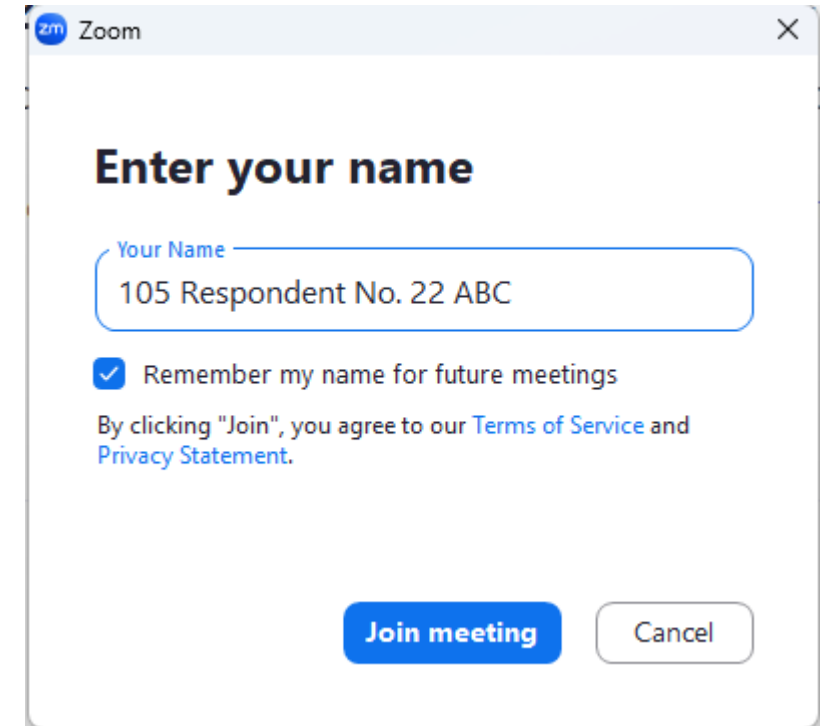 zm Zoom
Enter your name
Your Name
105 Respondent No. 22 ABC
Remember my name for future meetings
By clicking "Join", you agree to our Terms of Service and
Privacy Statement.
Join meeting Cancel